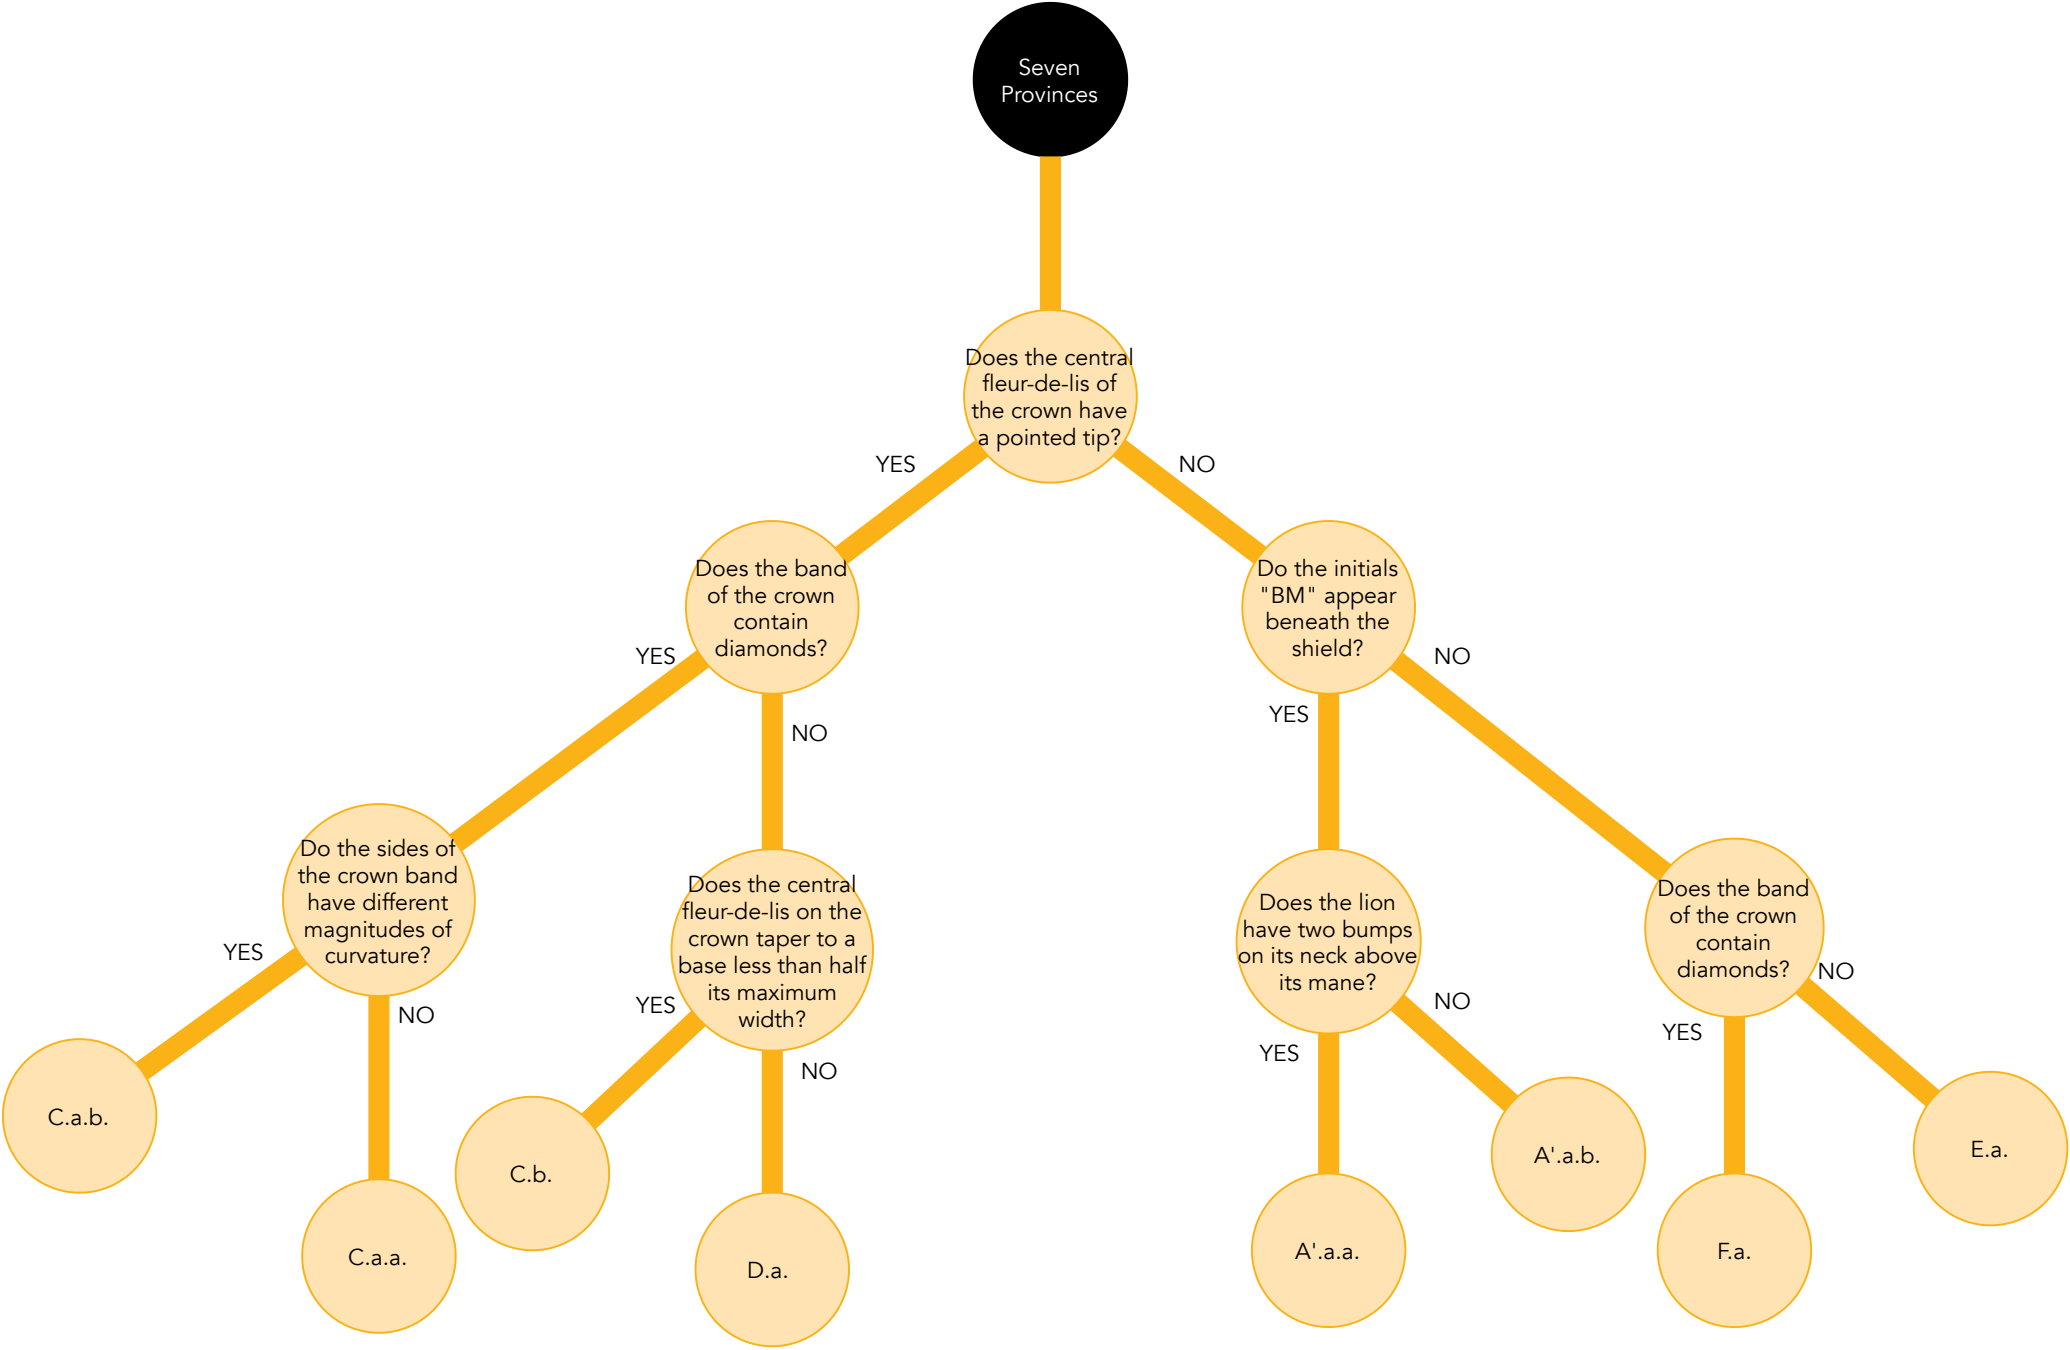 Seven
Provinces
Does the central
fleur-de-lis of
the crown have
a pointed tip?
YES
NO
Does the band
of the crown
contain
diamonds?
Do the initials
"BM" appear
beneath the
shield?
YES
NO
YES
NO
Do the sides of
the crown band
have different
magnitudes of
curvature?
Does the central
fleur-de-lis on the
crown taper to a
base less than half
its maximum
width?
Does the lion
have two bumps
on its neck above
its mane?
Does the band
of the crown
contain
diamonds?
YES
NO
YES
NO
YES
NO
YES
NO
C.a.b.
C.a.a.
C.b.
D.a.
A'.a.a.
A'.a.b.
F.a.
E.a.